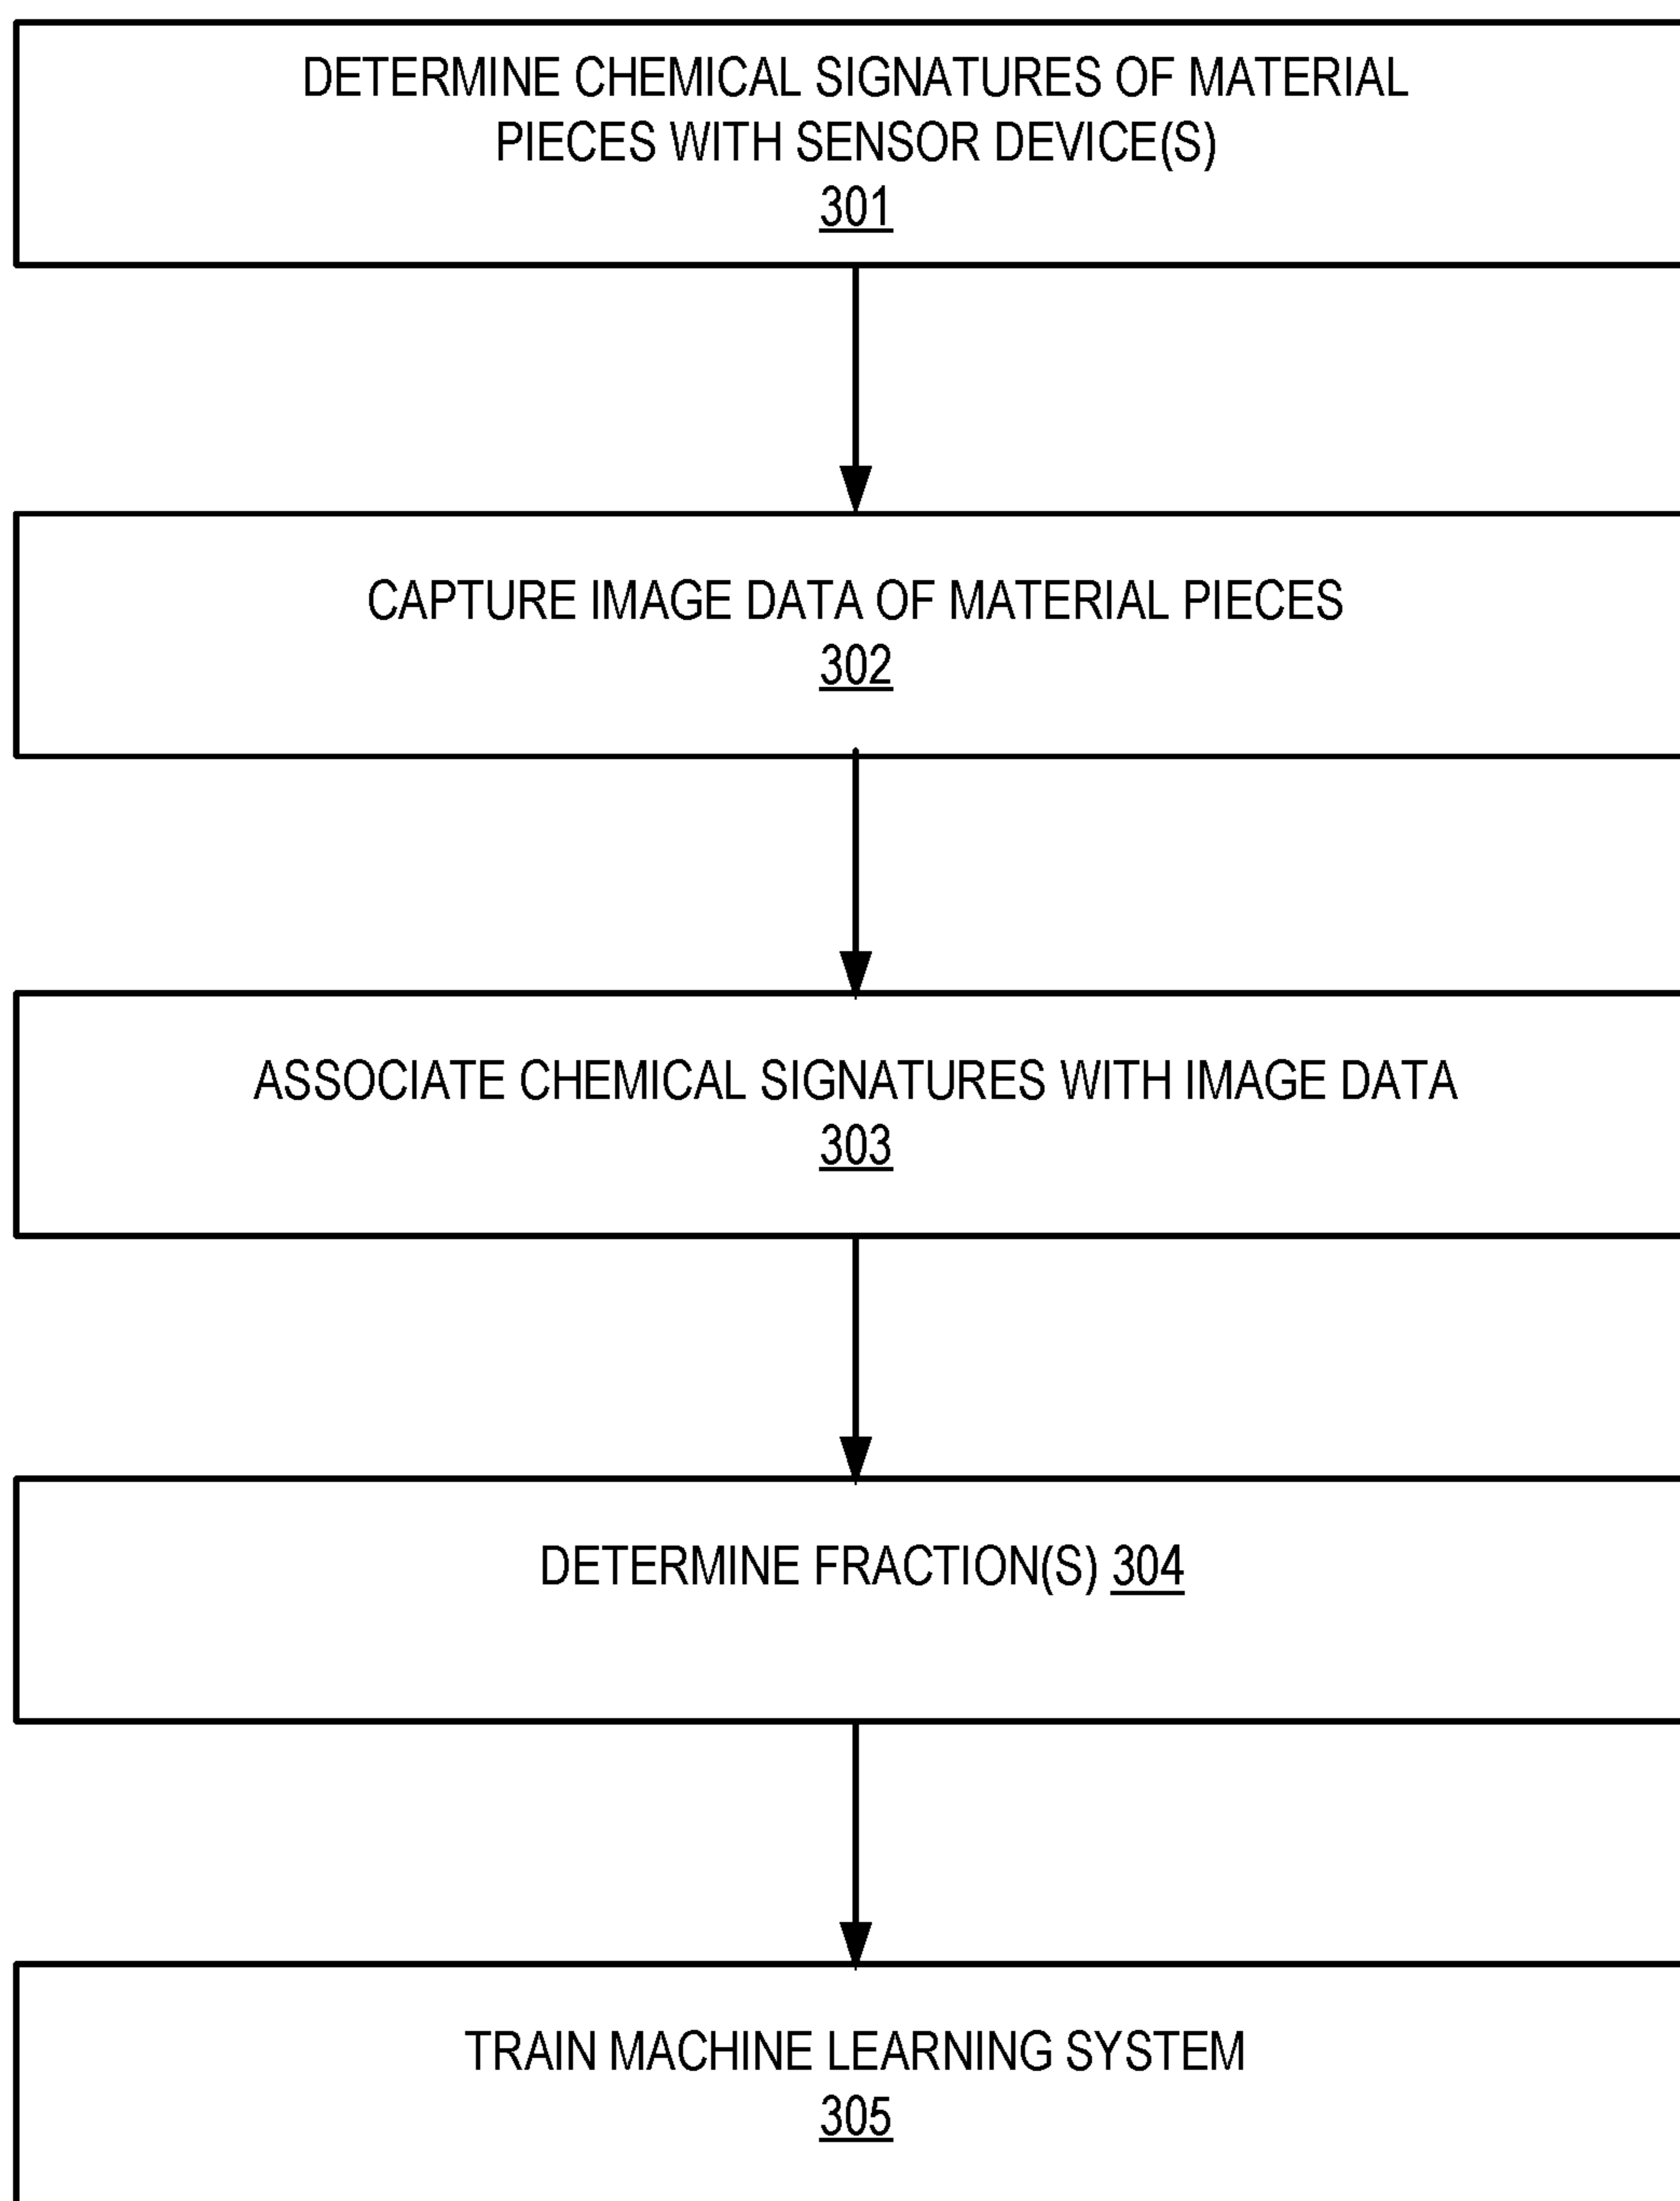 DETERMINE CHEMICAL SIGNATURES OF MATERIAL
PIECES WITH SENSOR DEVICE(S)
301
CAPTURE IMAGE DATA OF MATERIAL PIECES
302
ASSOCIATE CHEMICAL SIGNATURES WITH IMAGE DATA
303
DETERMINE FRACTION(S) 304
TRAIN MACHINE LEARNING SYSTEM
305